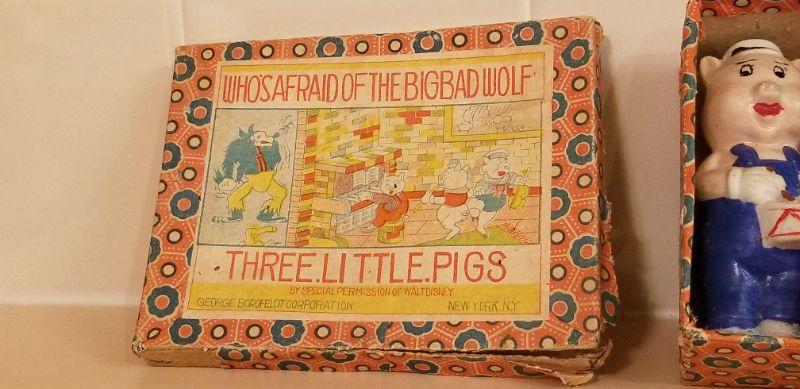 WHO'S AFRAID OF THE BIG BAD WOLF
THREE.LITTLE.PIGS
BY SPECIAL PERMISSION OF WALT DISNEY
GEORGE BORGFELDT CORPORATION NEW YORK. N.Y.